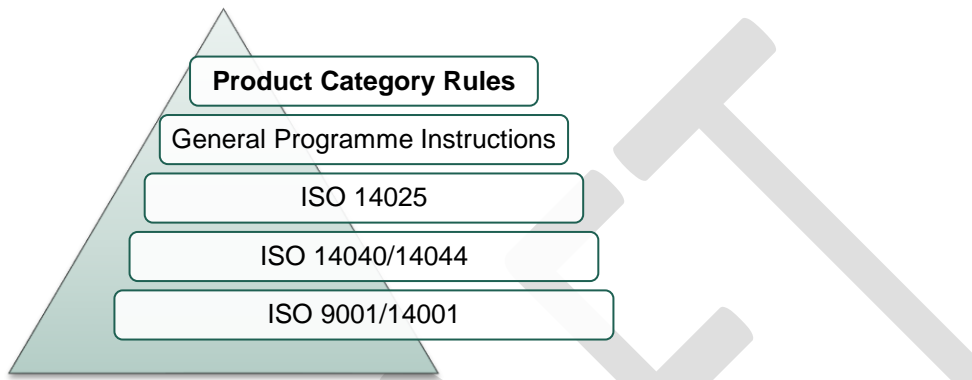 Product Category Rules
General Programme Instructions
ISO 14025
ISO 14040/14044
ISO 9001/14001